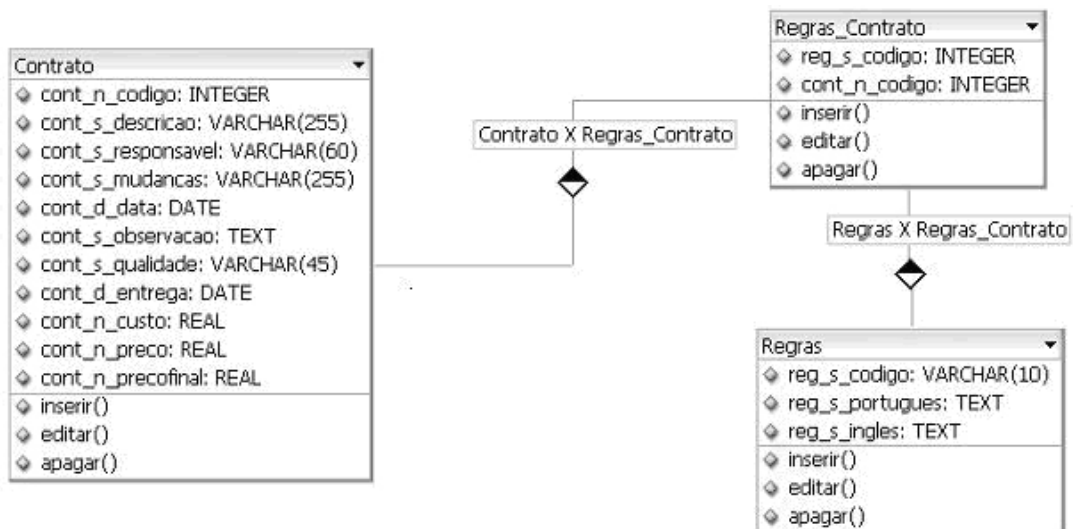 Contrato
cont_n_codigo: INTEGER
cont_s_descricao: VARCHAR(255)
cont_s_responsavel: VARCHAR(60)
cont_s_mudancas: VARCHAR(255)
cont_d_data: DATE
cont_s_observacao: TEXT
cont_s_qualidade: VARCHAR(45)
cont_d_entrega: DATE
cont_n_custo: REAL
cont_n_preco: REAL
cont_n_precofinal: REAL
inserir()
editar()
apagar()
Contrato X Regras_Contrato
Regras_Contrato
reg_s_codigo: INTEGER
cont_n_codigo: INTEGER
inserir()
editar()
apagar()
Regras X Regras_Contrato
Regras
reg_s_codigo: VARCHAR(10)
reg_s_portugues: TEXT
reg_s_ingles: TEXT
inserir()
editar()
apagar()